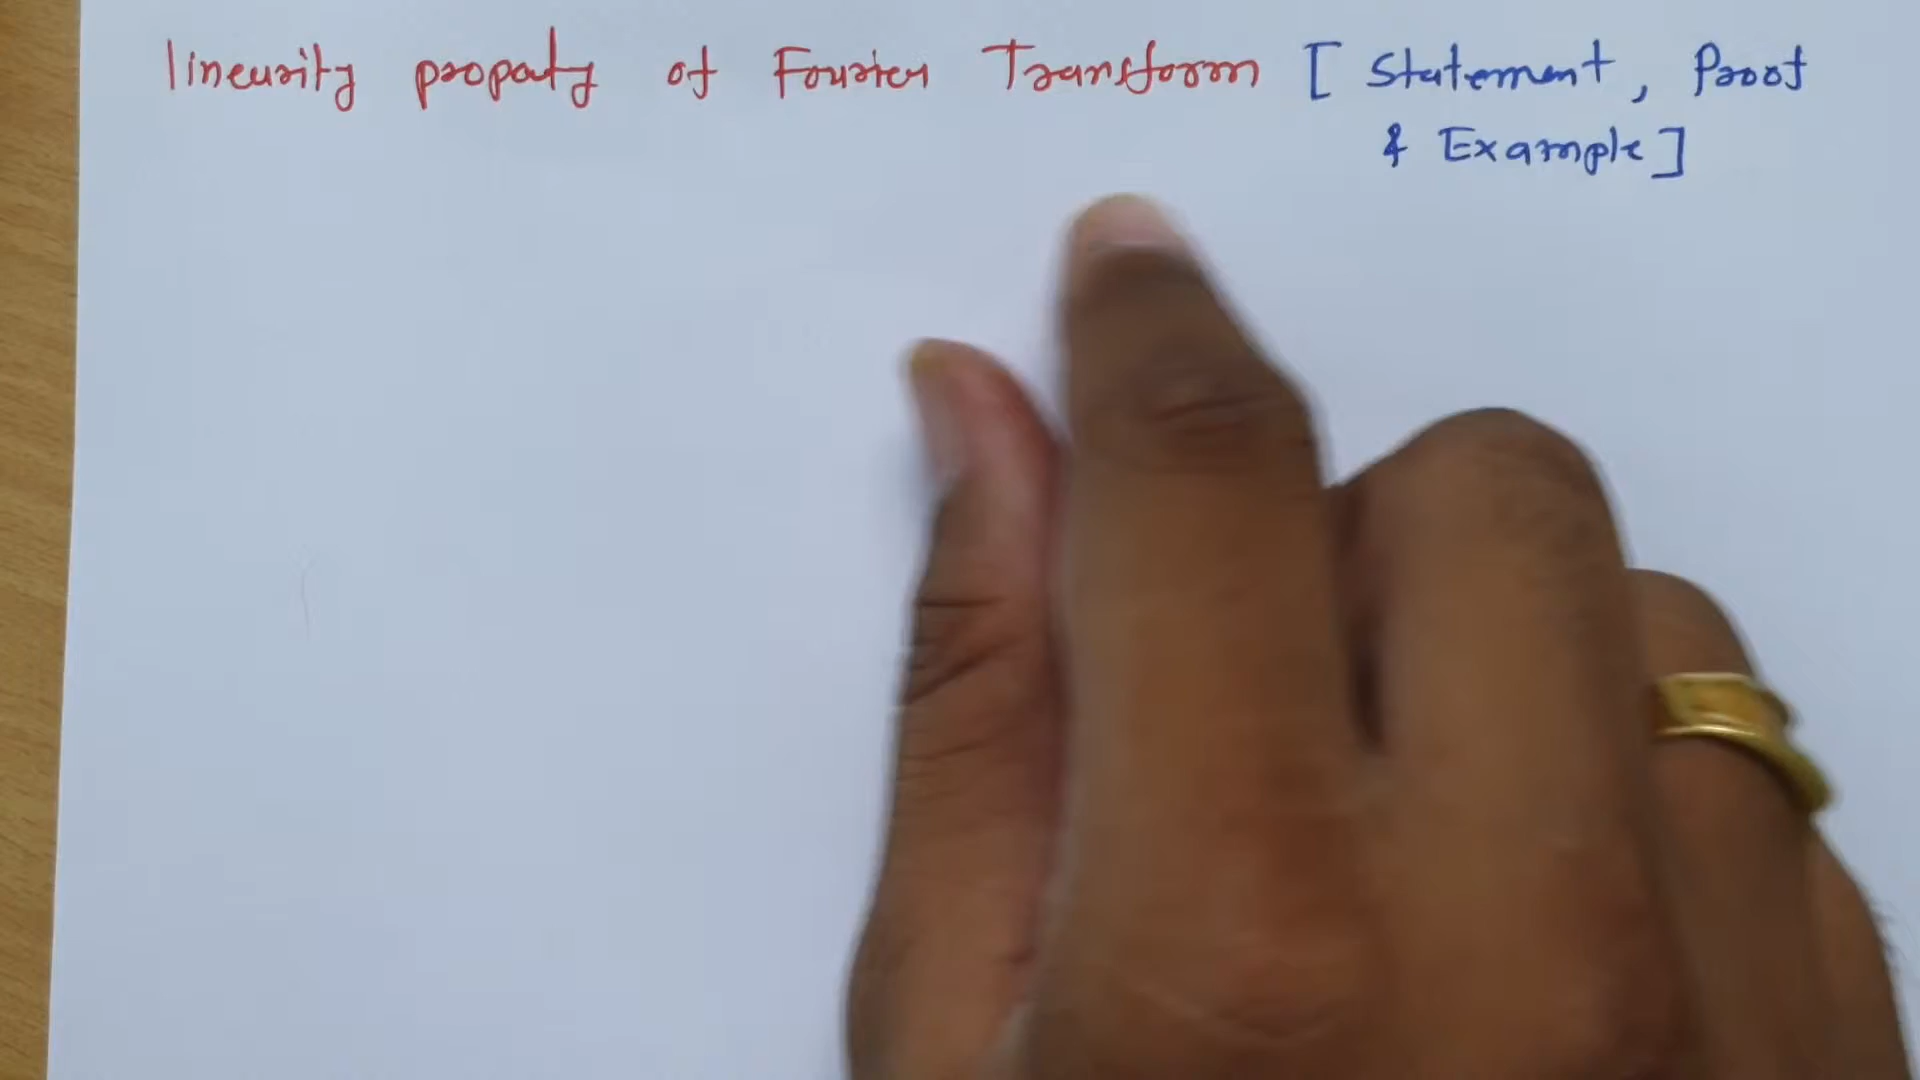 linearity property of Fourier Transform [ Statement, Proof
& Example ]